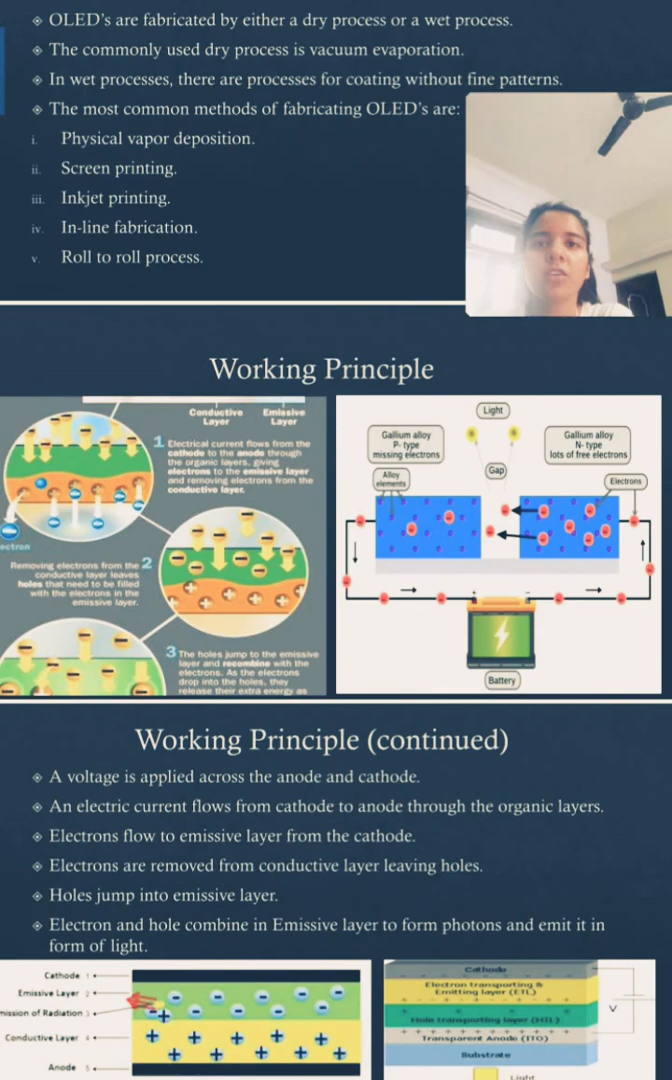 ❖ OLED's are fabricated by either a dry process or a wet process.
❖ The commonly used dry process is vacuum evaporation.
❖ In wet processes, there are processes for coating without fine patterns.
❖ The most common methods of fabricating OLED's are:
i. Physical vapor deposition.
ii. Screen printing.
iii. Inkjet printing.
iv. In-line fabrication.
v. Roll to roll process.
Working Principle
Conductive Layer
Emissive Layer
1 Electrical current flows from the
cathode to the anode through
the organic layers, giving
electrons to the emissive layer
and removing electrons from the
conductive layer.
ectron
Removing electrons from the 2
conductive layer leaves
holes that need to be filled
with the electrons in the
emissive layer.
3 The holes jump to the emissive
layer and recombine with the
electrons. As the electrons
drop into the holes, they
release their extra energy as
Light
Gallium alloy
P- type
missing electrons
Gallium alloy
N- type
lots of free electrons
Alloy
elements
Gap
Electrons
Battery
Working Principle (continued)
❖ A voltage is applied across the anode and cathode.
❖ An electric current flows from cathode to anode through the organic layers.
❖ Electrons flow to emissive layer from the cathode.
❖ Electrons are removed from conductive layer leaving holes.
❖ Holes jump into emissive layer.
❖ Electron and hole combine in Emissive layer to form photons and emit it in
form of light.
Cathode 1
Emissive Layer 2
mission of Radiation 3
Conductive Layer 4
Anode 5
Cathode
Electron transporting &
Emitting layer (ETL)
Hole transporting layer (HTL)
Transparent Anode (ITO)
Substrate
V
Light